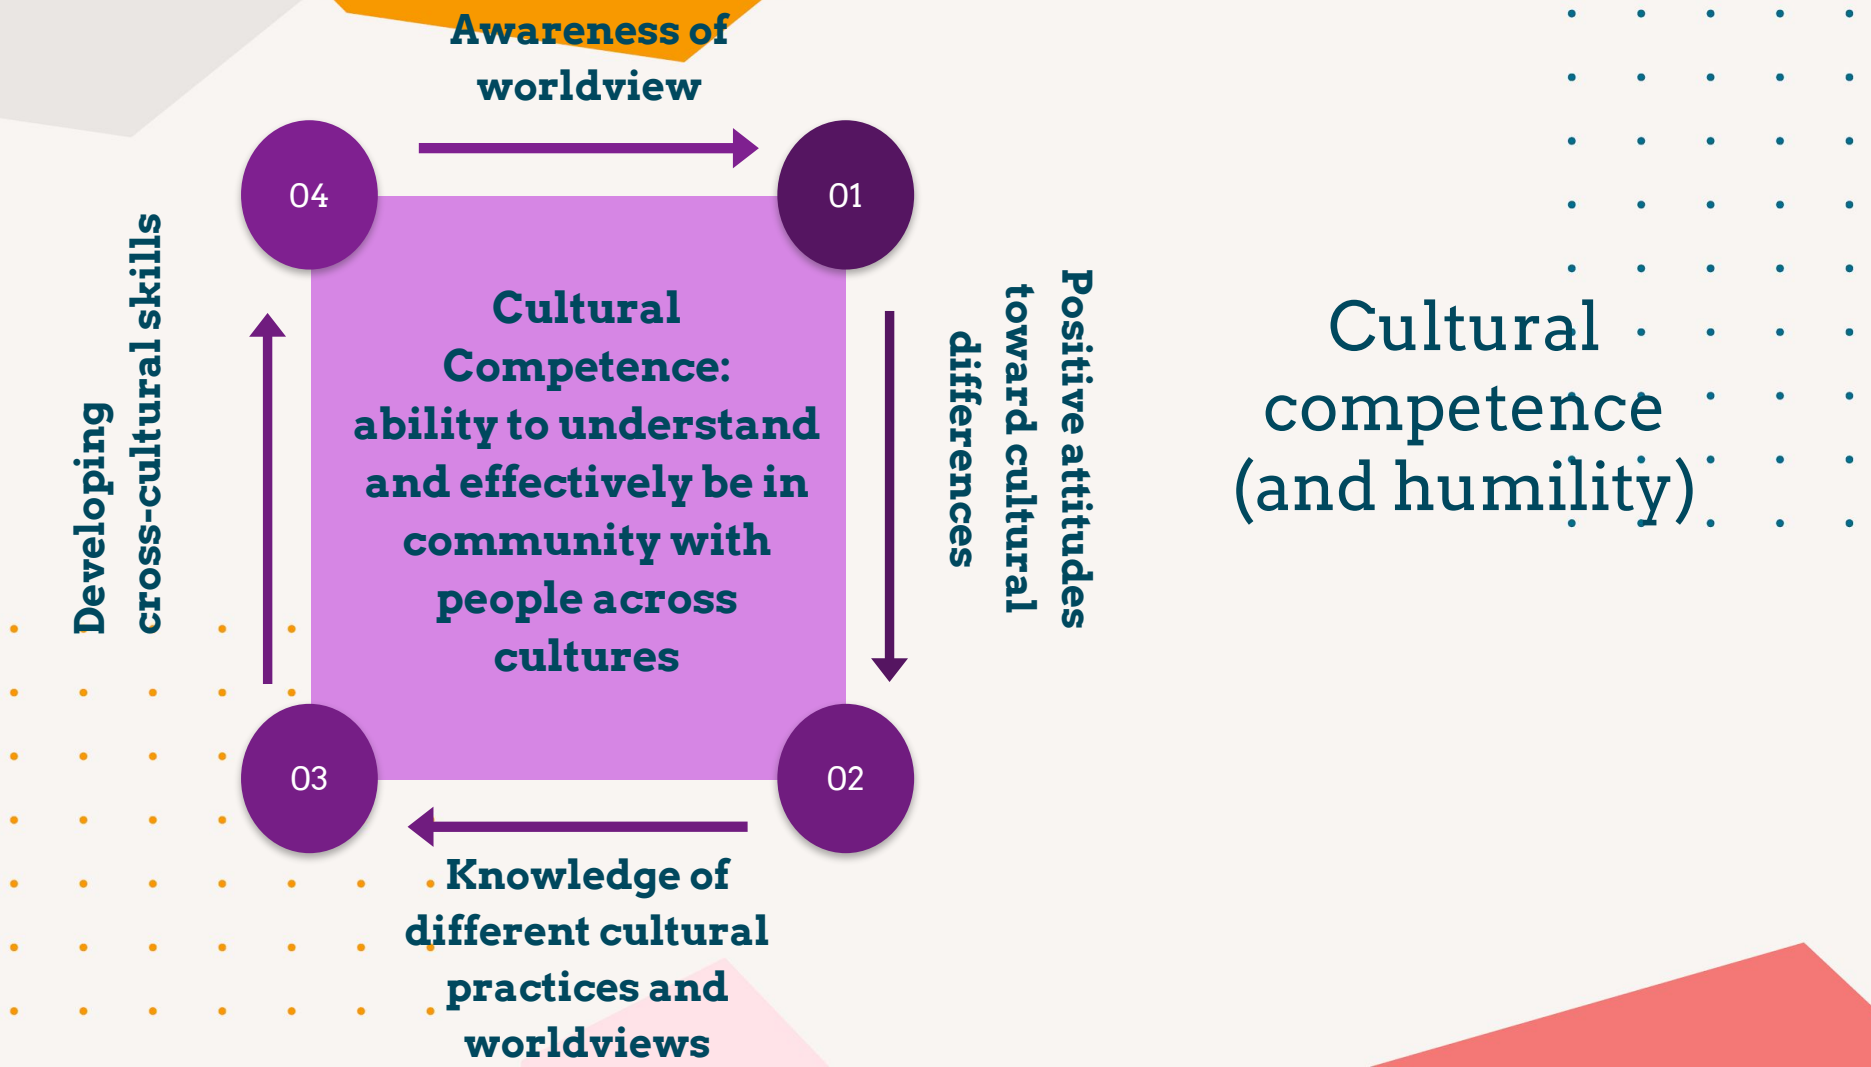 Awareness of
worldview
04
01
Developing
cross-cultural skills
Cultural
Competence:
ability to understand
and effectively be in
community with
people across
cultures
Positive attitudes
toward cultural
differences
Cultural
competence
(and humility)
03
02
Knowledge of
different cultural
practices and
worldviews